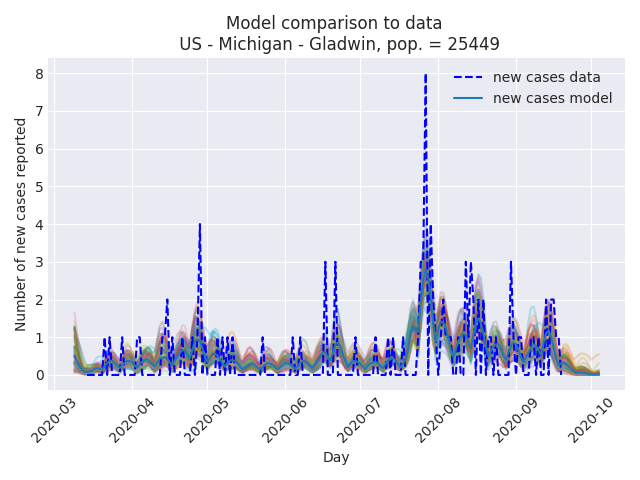 Model comparison to data
US - Michigan - Gladwin, pop. = 25449
new cases data
new cases model
Number of new cases reported
8
7
6
5
4
3
2
1
0
2020-03
2020-04
2020-05
2020-06
2020-07
2020-08
2020-09
2020-10
Day